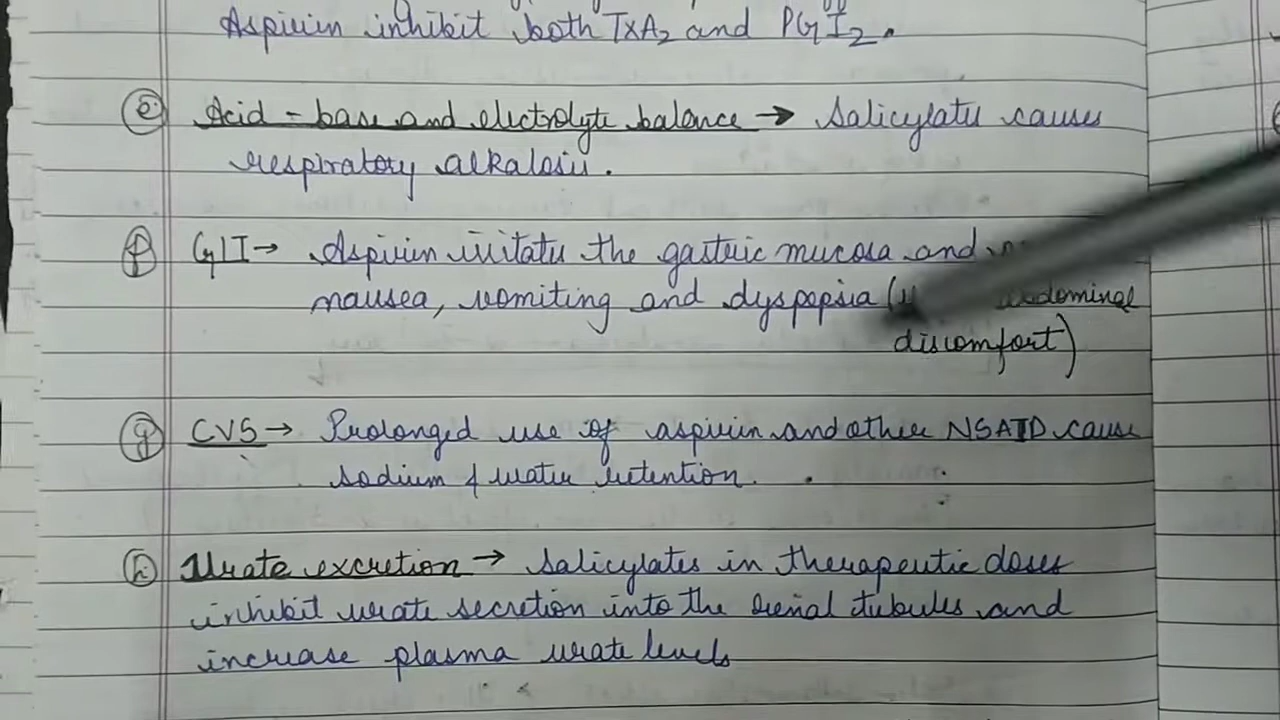 Aspirin inhibit both TXA2 and PGI2.
(e) Acid-base and electrolyte balance → Salicylates causes
respiratory alkalosis.
(f) GIT → Aspirin irritates the gastric mucosa and
nausea, vomiting and dyspepsia (
discomfort)
(g) CVS → Prolonged use of aspirin and other NSAID cause
sodium & water retention.
(h) Urate excretion → Salicylates in therapeutic doses
inhibit urate secretion into the renal tubules and
increase plasma urate levels